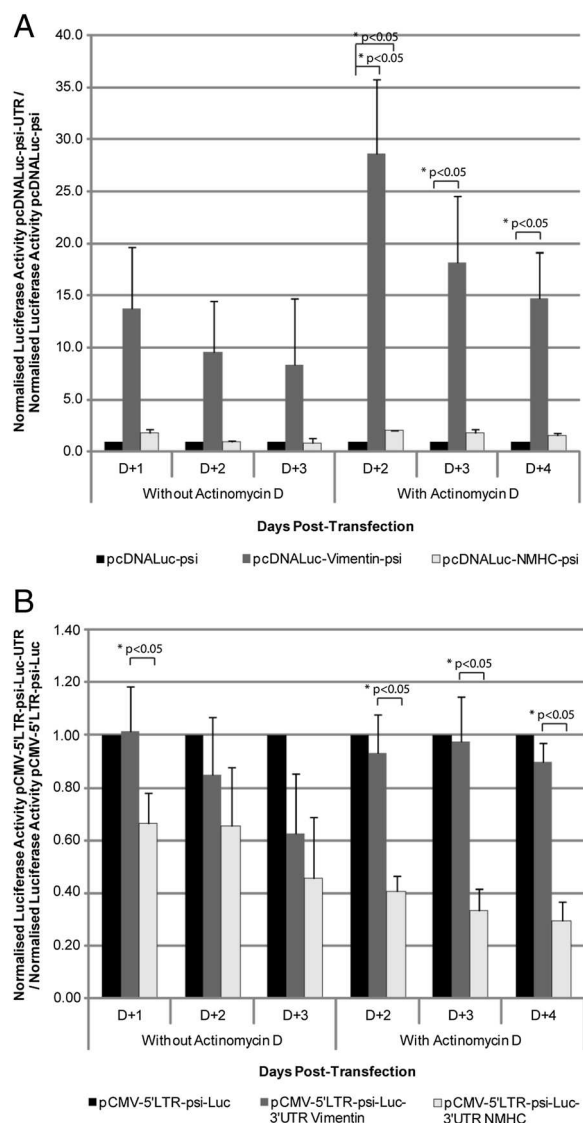 A
Normalised Luciferase Activity pcDNALuc-psi-UTR /
Normalised Luciferase Activity pcDNALuc-psi
40.0
35.0
30.0
25.0
20.0
15.0
10.0
5.0
0.0
* p<0.05
* p<0.05
* p<0.05
* p<0.05
D+1 D+2 D+3 D+2 D+3 D+4
Without Actinomycin D With Actinomycin D
Days Post-Transfection
pcDNALuc-psi pcDNALuc-Vimentin-psi pcDNALuc-NMHC-psi
B
Normalised Luciferase Activity pCMV-5'LTR-psi-Luc-UTR
/ Normalised Luciferase Activity pCMV-5'LTR-psi-Luc
1.40
1.20
1.00
0.80
0.60
0.40
0.20
0.00
* p<0.05
* p<0.05
* p<0.05
* p<0.05
D+1 D+2 D+3 D+2 D+3 D+4
Without Actinomycin D With Actinomycin D
Days Post-Transfection
pCMV-5'LTR-psi-Luc pCMV-5'LTR-psi-Luc- pCMV-5'LTR-psi-Luc-
3'UTR Vimentin 3'UTR NMHC